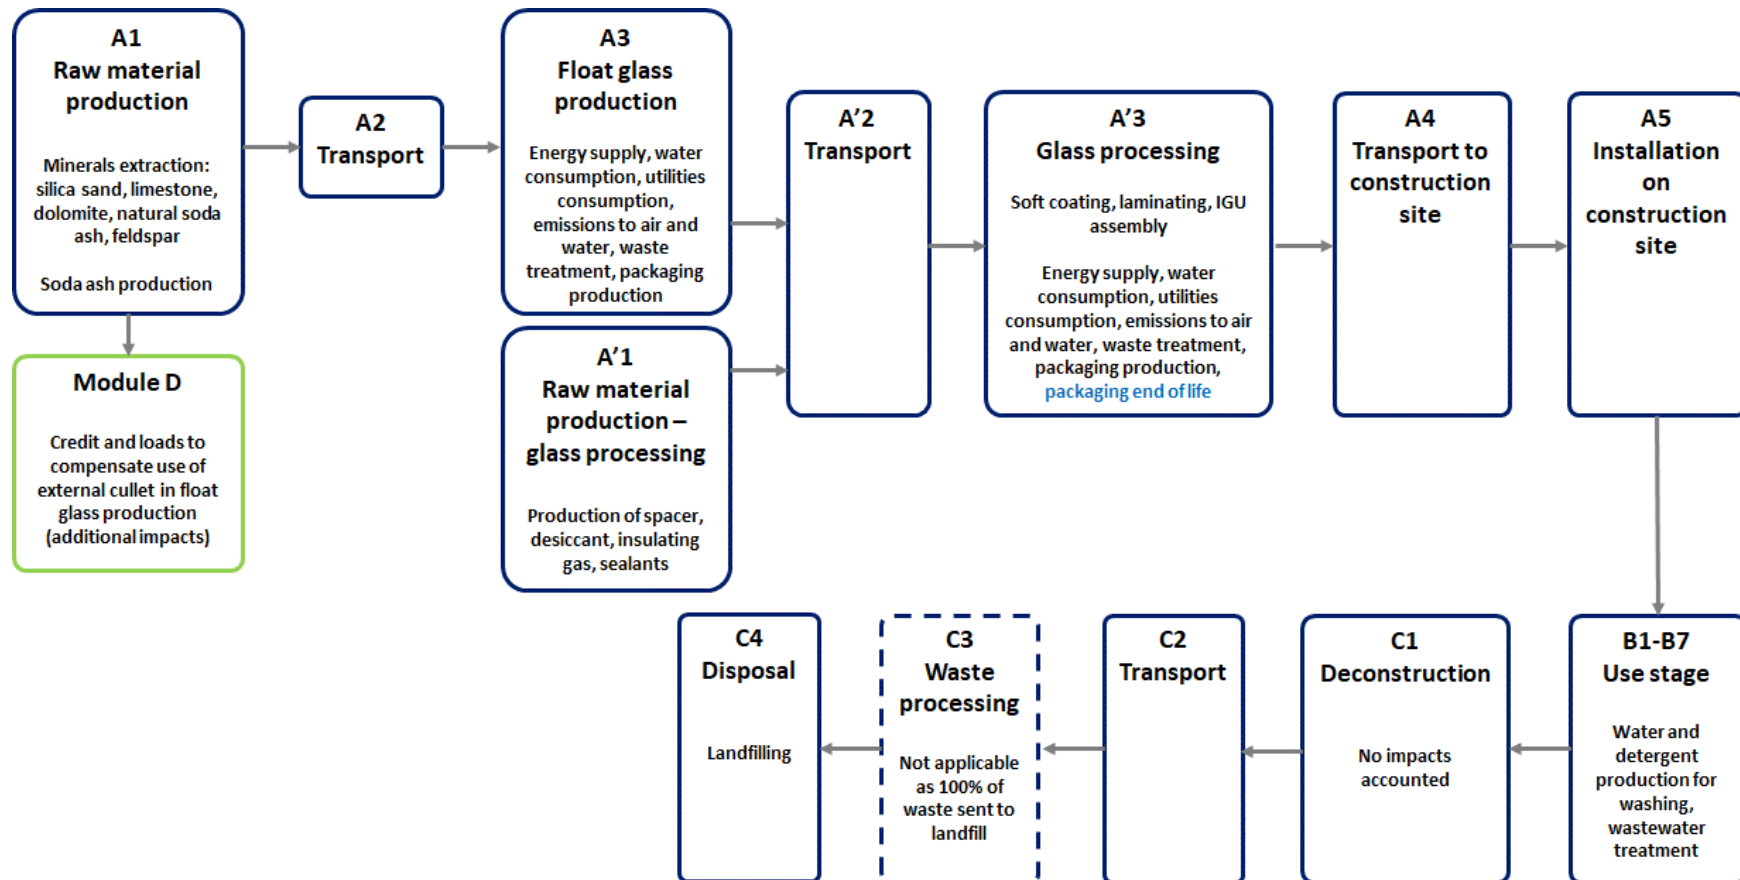 A1
Raw material
production
Minerals extraction:
silica sand, limestone,
dolomite, natural soda
ash, feldspar
Soda ash production
A2
Transport
A3
Float glass
production
Energy supply, water
consumption, utilities
consumption,
emissions to air and
water, waste
treatment, packaging
production
A'1
Raw material
production –
glass processing
Production of spacer,
desiccant, insulating
gas, sealants
A'2
Transport
A'3
Glass processing
Soft coating, laminating, IGU
assembly
Energy supply, water
consumption, utilities
consumption, emissions to air
and water, waste treatment,
packaging production,
packaging end of life
A4
Transport to
construction
site
A5
Installation
on
construction
site
Module D
Credit and loads to
compensate use of
external cullet in float
glass production
(additional impacts)
C4
Disposal
Landfilling
C3
Waste
processing
Not applicable
as 100% of
waste sent to
landfill
C2
Transport
C1
Deconstruction
No impacts
accounted
B1-B7
Use stage
Water and
detergent
production for
washing,
wastewater
treatment